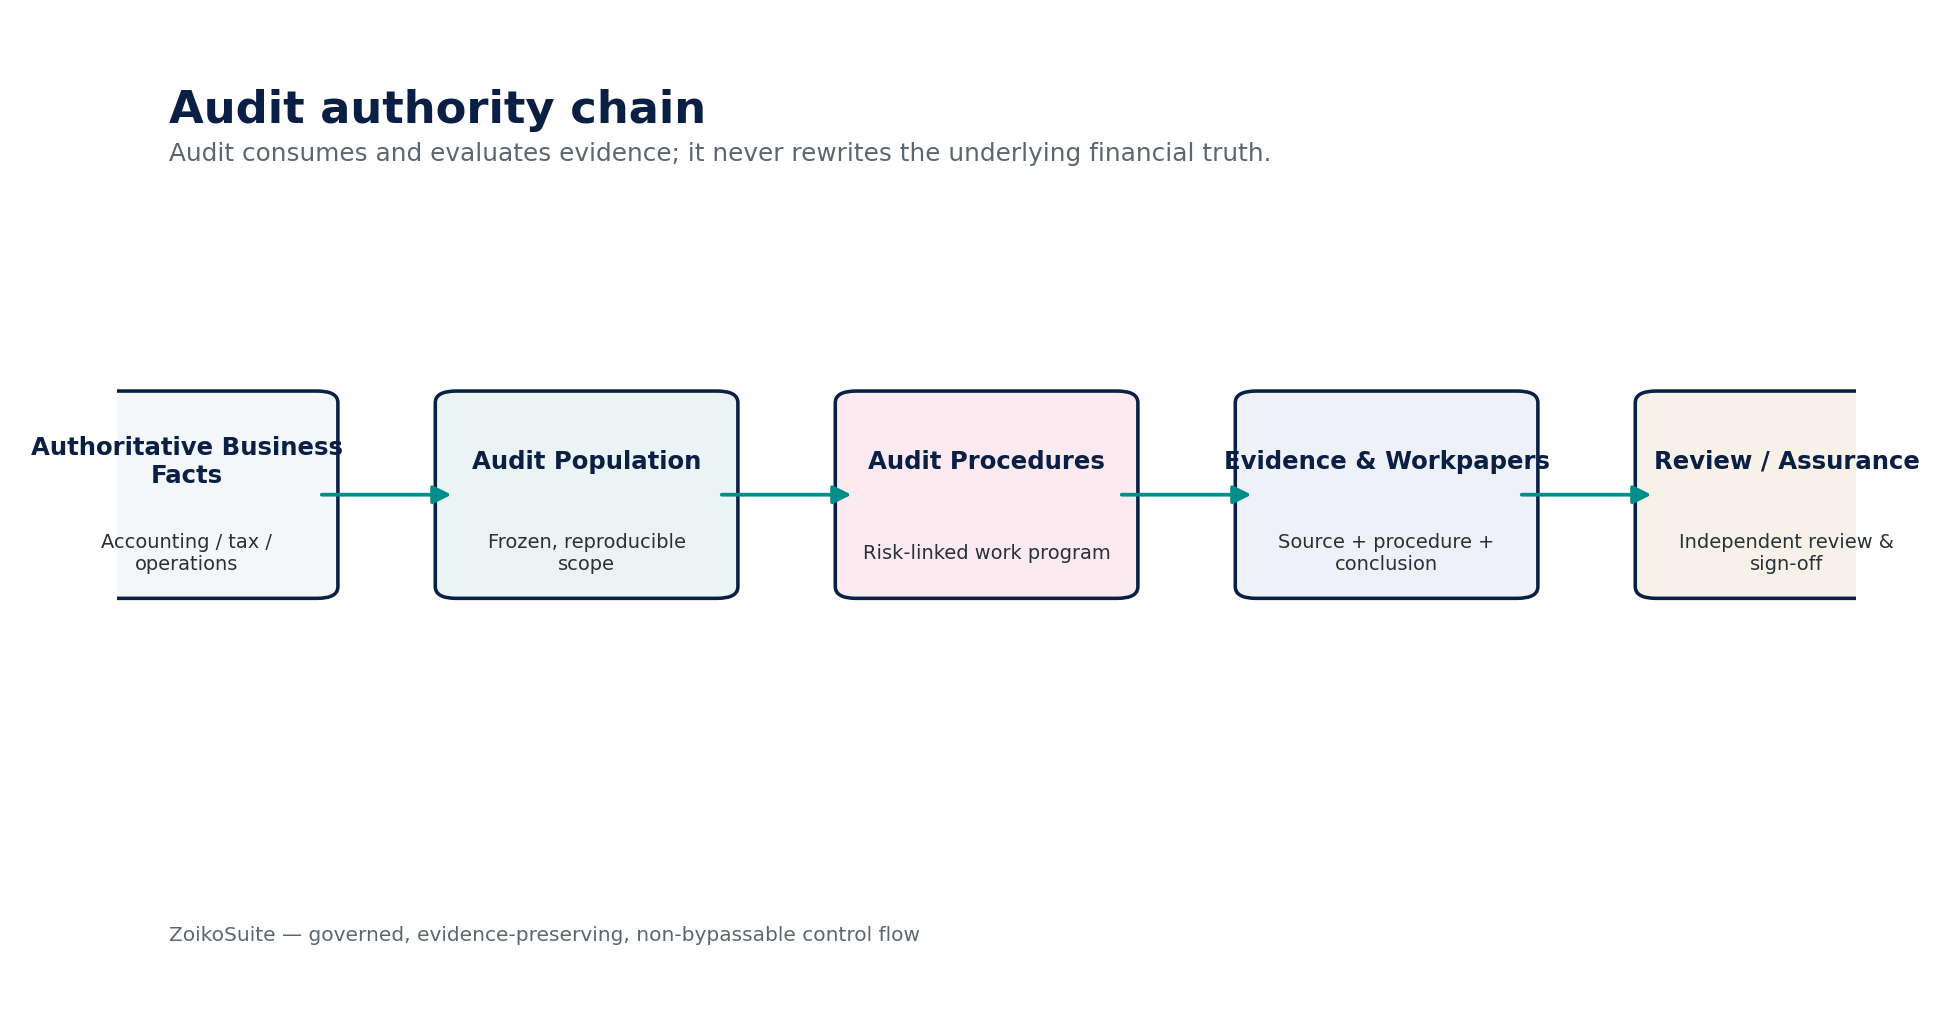 Audit authority chain
Audit consumes and evaluates evidence; it never rewrites the underlying financial truth.
Authoritative Business
Facts
Accounting / tax /
operations
Audit Population
Frozen, reproducible
scope
Audit Procedures
Risk-linked work program
Evidence & Workpapers
Source + procedure +
conclusion
Review / Assurance
Independent review &
sign-off
ZoikoSuite — governed, evidence-preserving, non-bypassable control flow